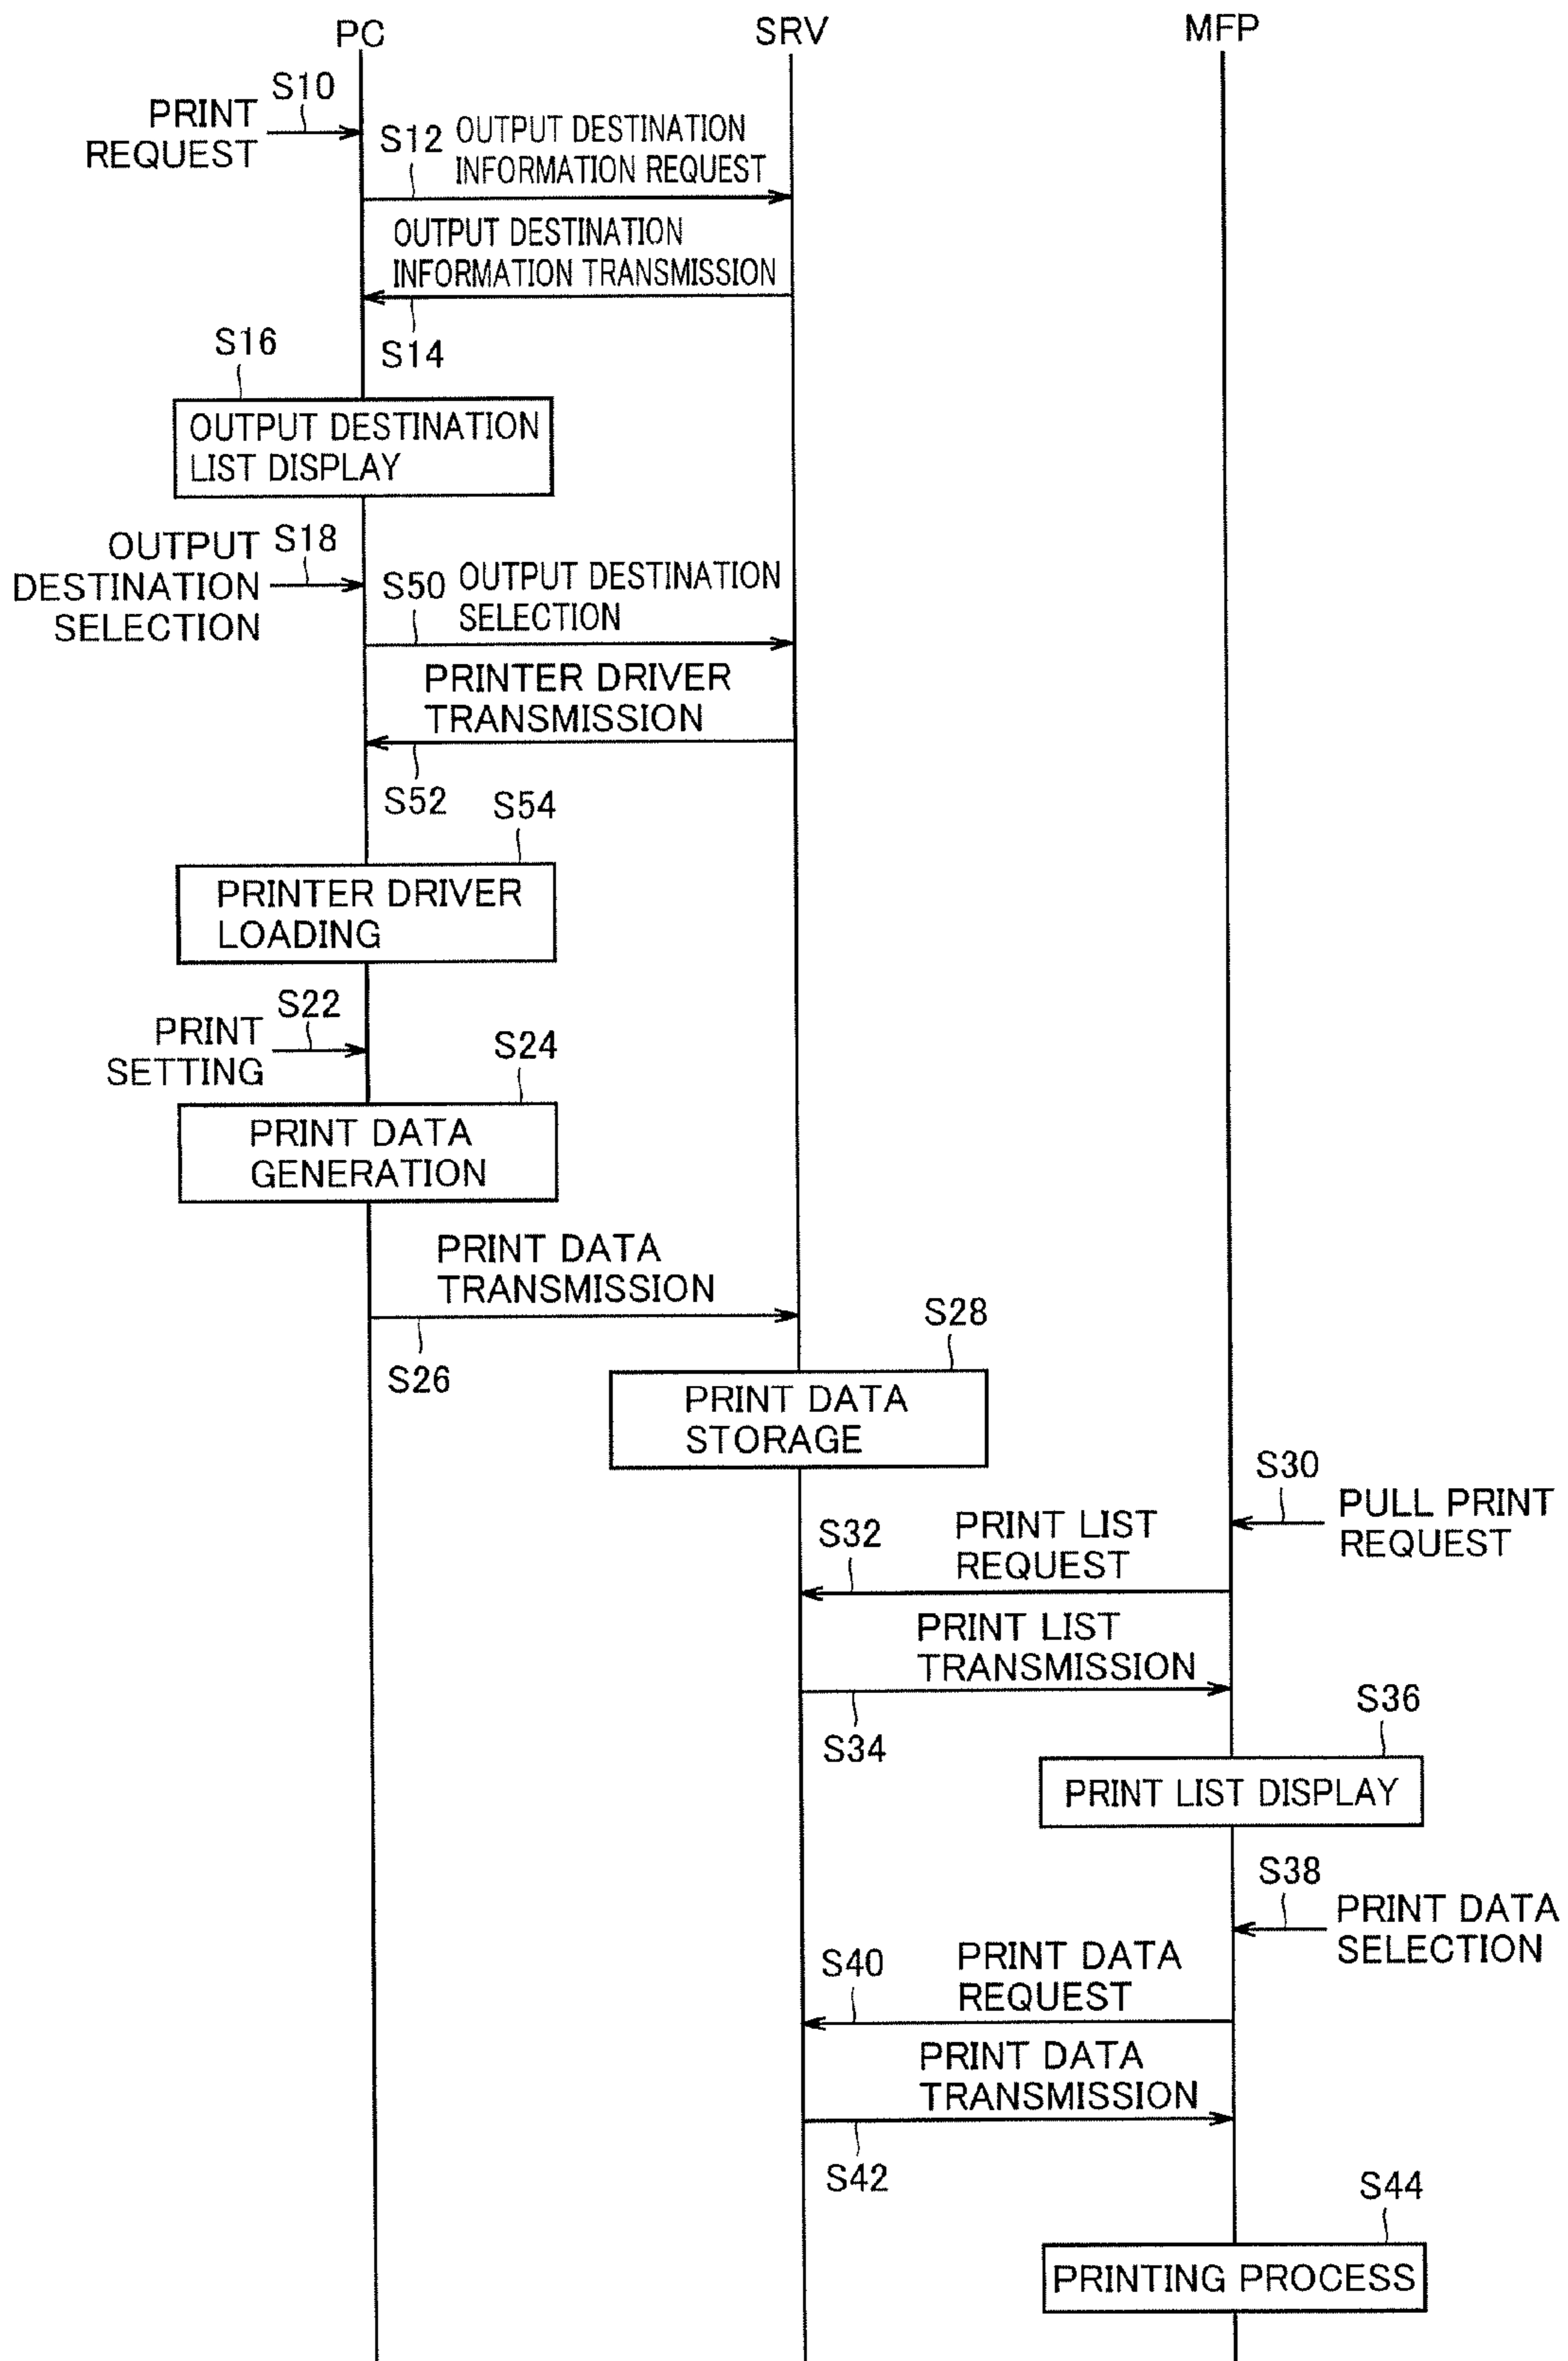 PC
SRV
MFP
S10
PRINT
REQUEST
S12
OUTPUT DESTINATION
INFORMATION REQUEST
OUTPUT DESTINATION
INFORMATION TRANSMISSION
S14
S16
OUTPUT DESTINATION
LIST DISPLAY
OUTPUT
DESTINATION
SELECTION
S18
S50
OUTPUT DESTINATION
SELECTION
PRINTER DRIVER
TRANSMISSION
S52
S54
PRINTER DRIVER
LOADING
S22
PRINT
SETTING
S24
PRINT DATA
GENERATION
PRINT DATA
TRANSMISSION
S26
S28
PRINT DATA
STORAGE
S30
PULL PRINT
REQUEST
S32
PRINT LIST
REQUEST
PRINT LIST
TRANSMISSION
S34
S36
PRINT LIST DISPLAY
S38
PRINT DATA
SELECTION
S40
PRINT DATA
REQUEST
PRINT DATA
TRANSMISSION
S42
S44
PRINTING PROCESS